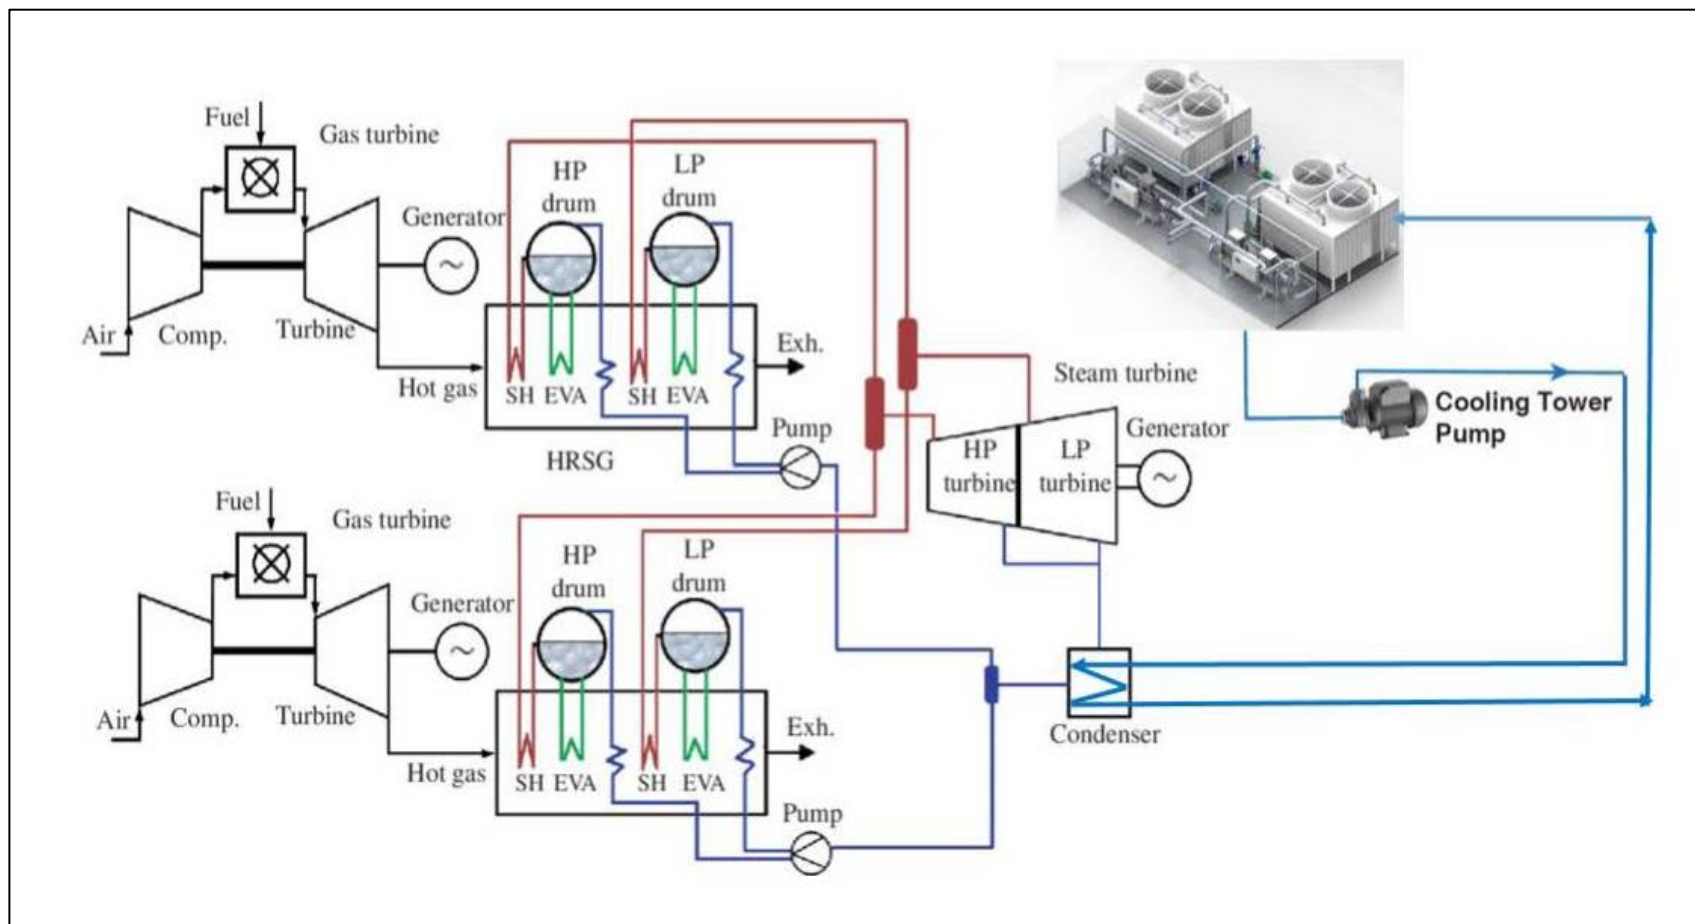 Fuel
Gas turbine
HP
drum
LP
drum
Generator
~
Air
Comp.
Turbine
Hot gas
SH EVA
SH EVA
Exh.
HRSG
Pump
Steam turbine
HP
turbine
LP
turbine
Generator
~
Cooling Tower
Pump
Fuel
Gas turbine
HP
drum
LP
drum
Generator
~
Air
Comp.
Turbine
Hot gas
SH EVA
SH EVA
Exh.
Pump
Condenser